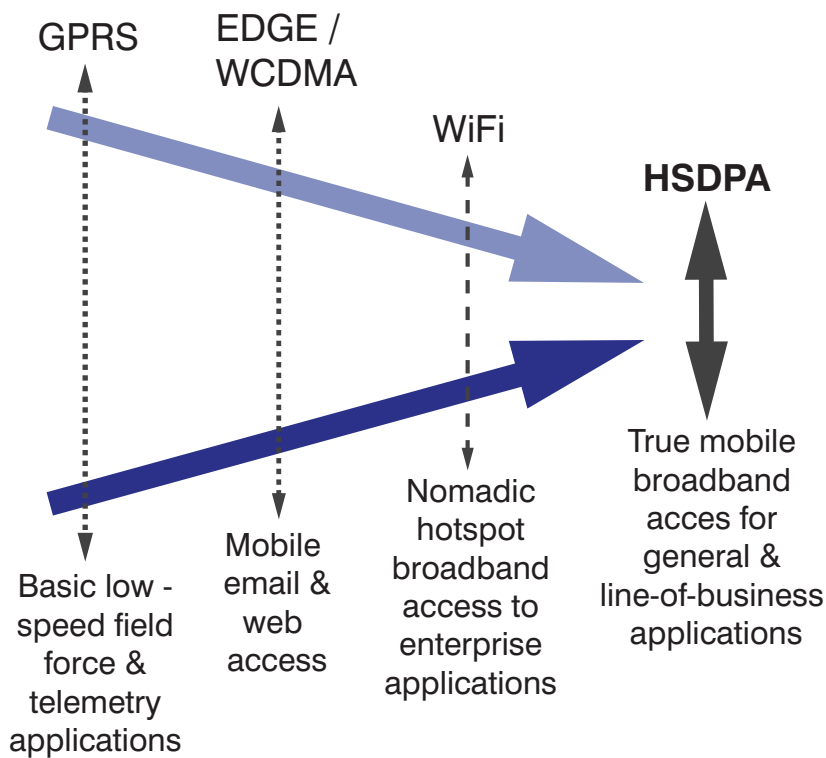 GPRS
EDGE /
WCDMA
WiFi
HSDPA
Basic low -
speed field
force &
telemetry
applications
Mobile
email &
web
access
Nomadic
hotspot
broadband
access to
enterprise
applications
True mobile
broadband
acces for
general &
line-of-business
applications